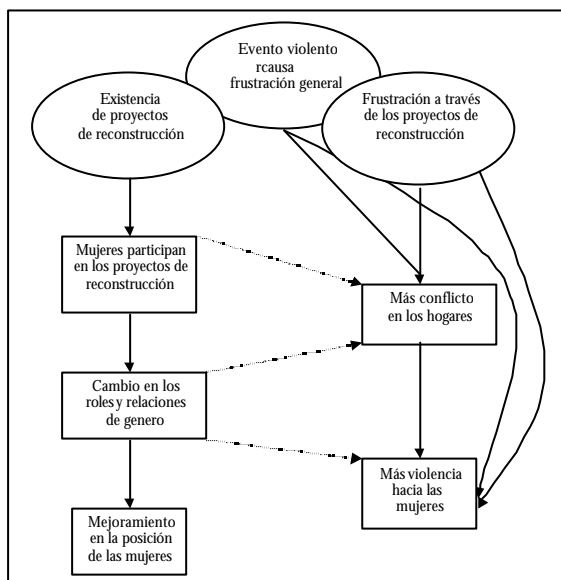 Evento violento
rcausa
frustración general
Existencia
de proyectos
de reconstrucción
Frustración a través
de los proyectos de
reconstrucción
Mujeres participan
en los proyectos de
reconstrucción
Más conflicto
en los hogares
Cambio en los
roles y relaciones
de genero
Más violencia
hacia las
mujeres
Mejoramiento
en la posición
de las mujeres